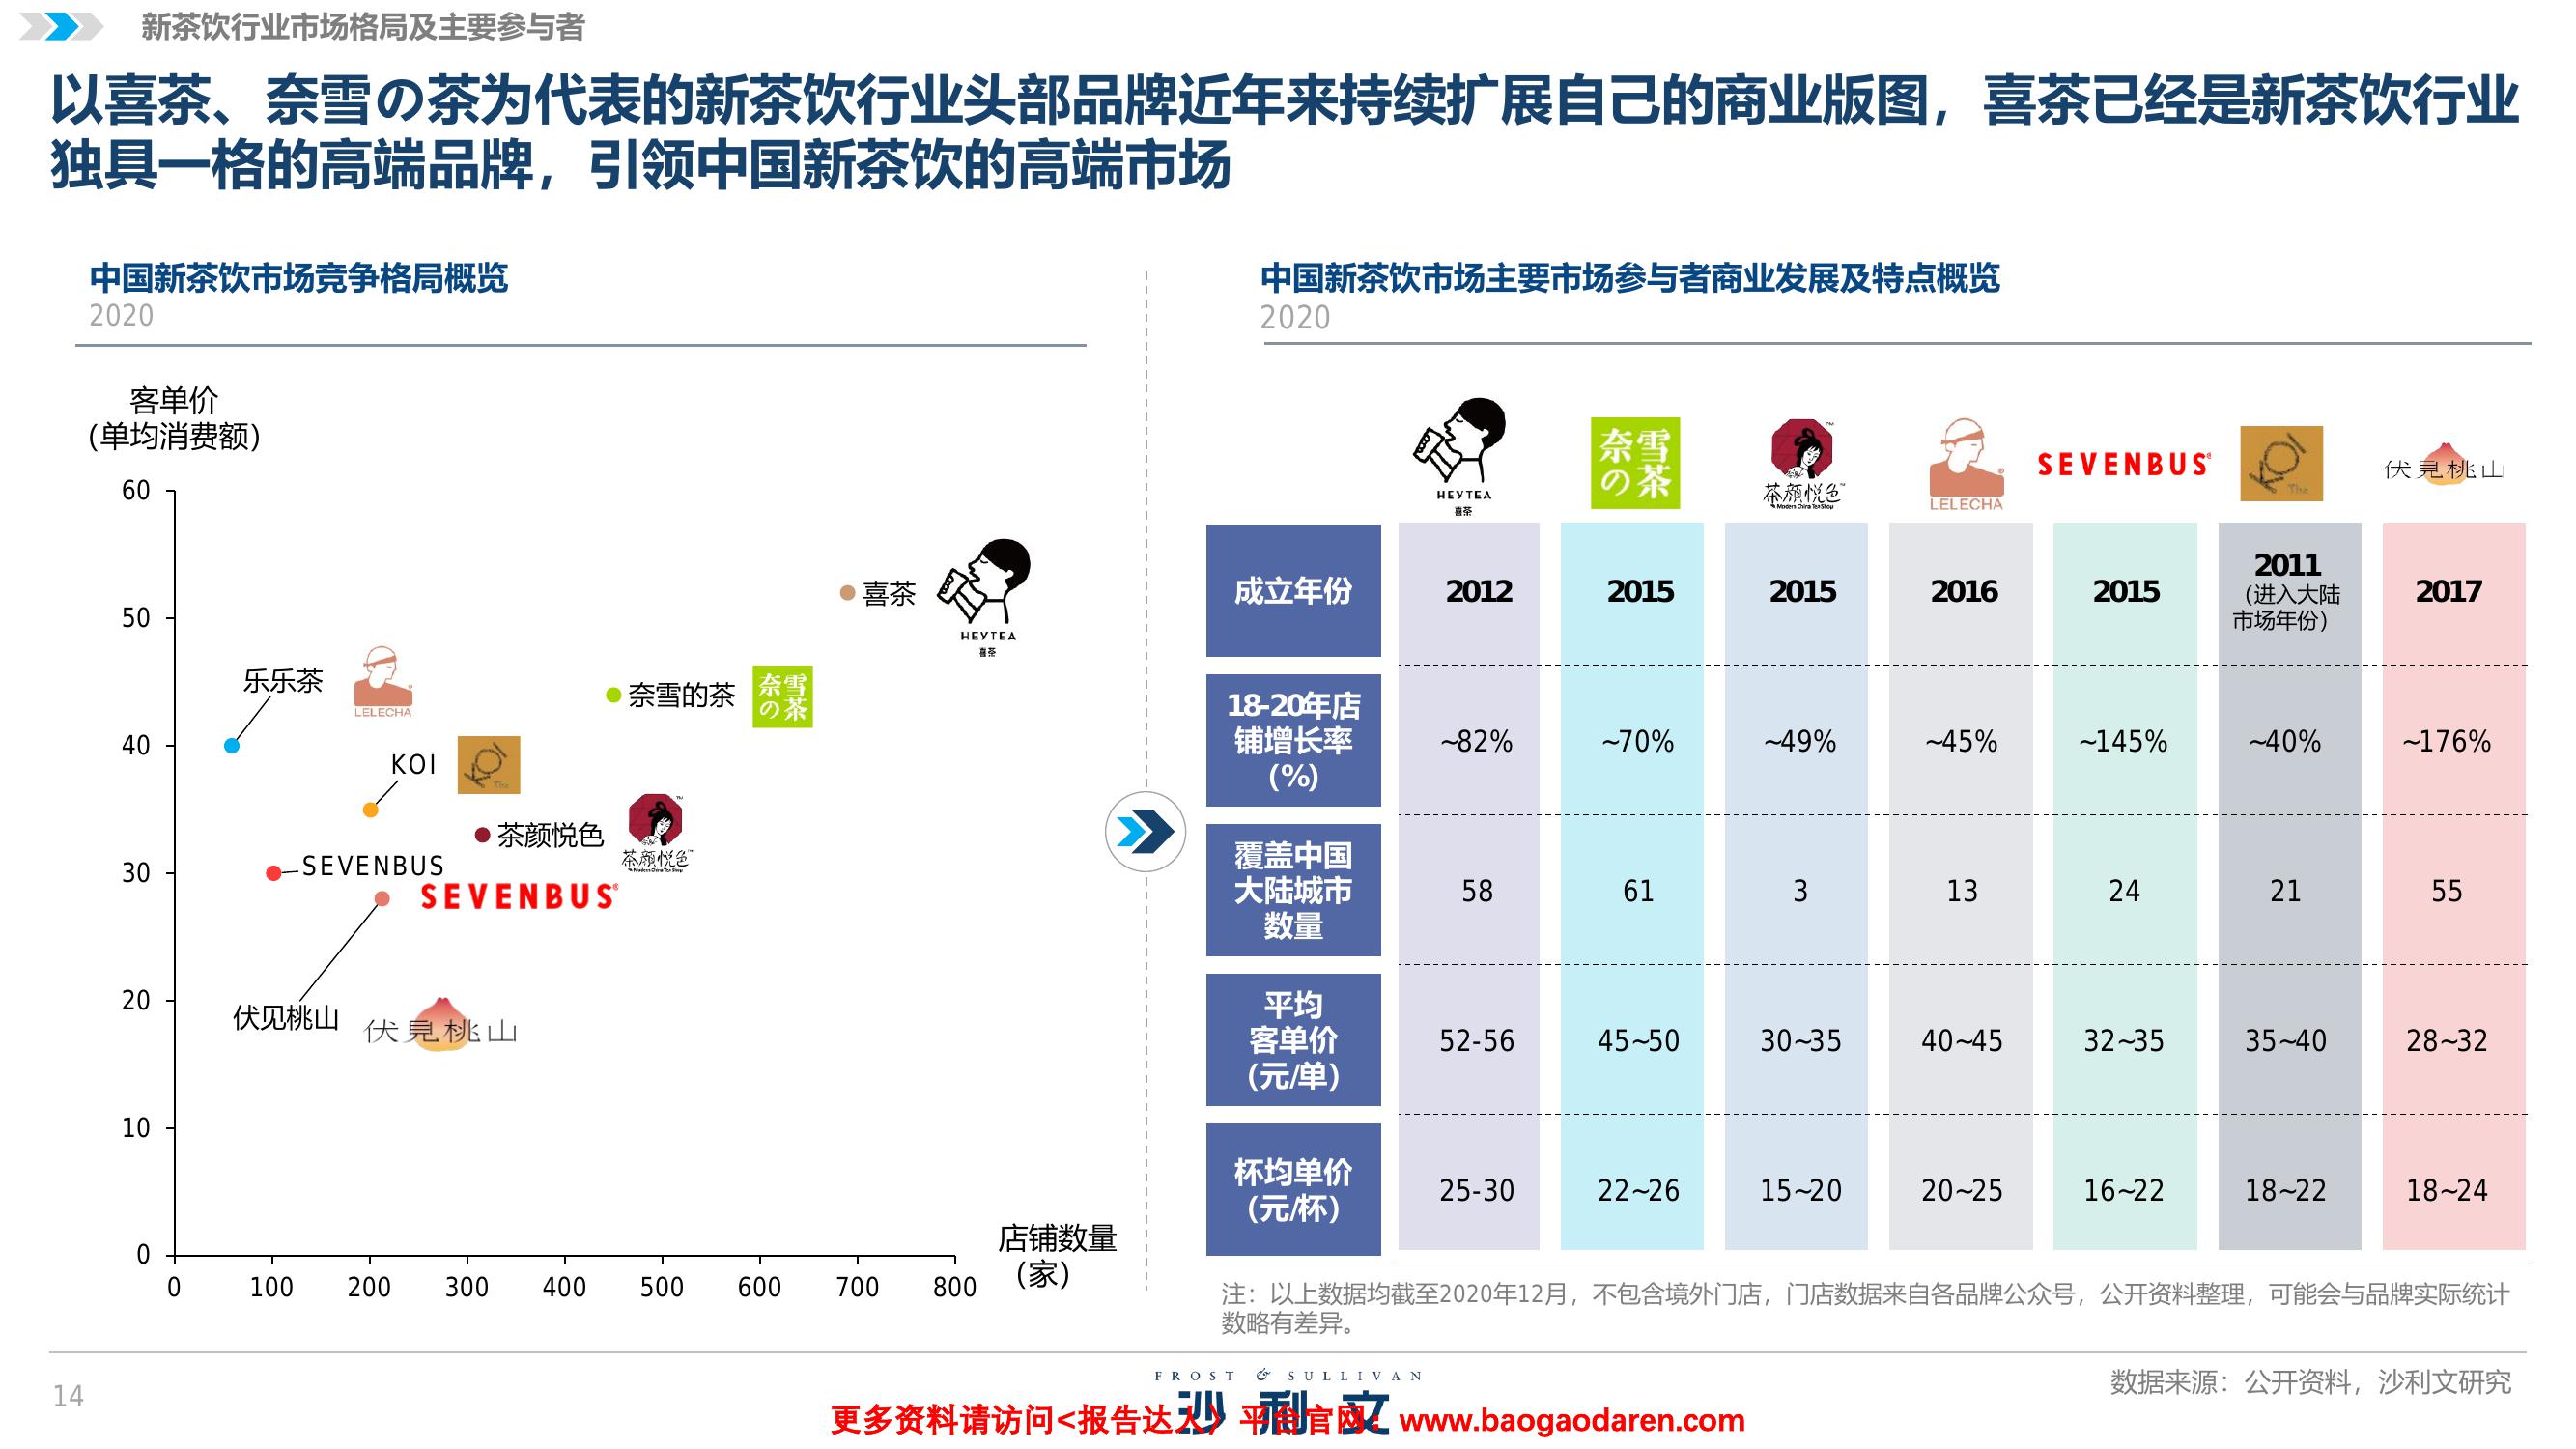 新茶饮行业市场格局及主要参与者
以喜茶、奈雪の茶为代表的新茶饮行业头部品牌近年来持续扩展自己的商业版图，喜茶已经是新茶饮行业
独具一格的高端品牌，引领中国新茶饮的高端市场
中国新茶饮市场竞争格局概览
2020
客单价
（单均消费额）
60
50
40
30
20
10
0
0 100 200 300 400 500 600 700 800
店铺数量
（家）
喜茶
HEYTEA
喜茶
奈雪的茶
奈雪
の茶
乐乐茶
LELECHA
KOI
KOI
The
茶颜悦色
茶颜悦色
Modern China Tea Shop
SEVENBUS
SEVENBUS
伏见桃山
伏見桃山
中国新茶饮市场主要市场参与者商业发展及特点概览
2020
HEYTEA
喜茶
奈雪
の茶
茶颜悦色
Modern China Tea Shop
LELECHA
SEVENBUS
KOI
The
伏見桃山
成立年份
2012 2015 2015 2016 2015 2011 2017
（进入大陆
市场年份）
18-20年店
铺增长率
(%)
~82% ~70% ~49% ~45% ~145% ~40% ~176%
覆盖中国
大陆城市
数量
58 61 3 13 24 21 55
平均
客单价
（元/单）
52-56 45~50 30~35 40~45 32~35 35~40 28~32
杯均单价
（元/杯）
25-30 22~26 15~20 20~25 16~22 18~22 18~24
注：以上数据均截至2020年12月，不包含境外门店，门店数据来自各品牌公众号，公开资料整理，可能会与品牌实际统计
数略有差异。
14
FROST & SULLIVAN
沙利文
数据来源：公开资料，沙利文研究
更多资料请访问<报告达人〉平台官网：www.baogaodaren.com